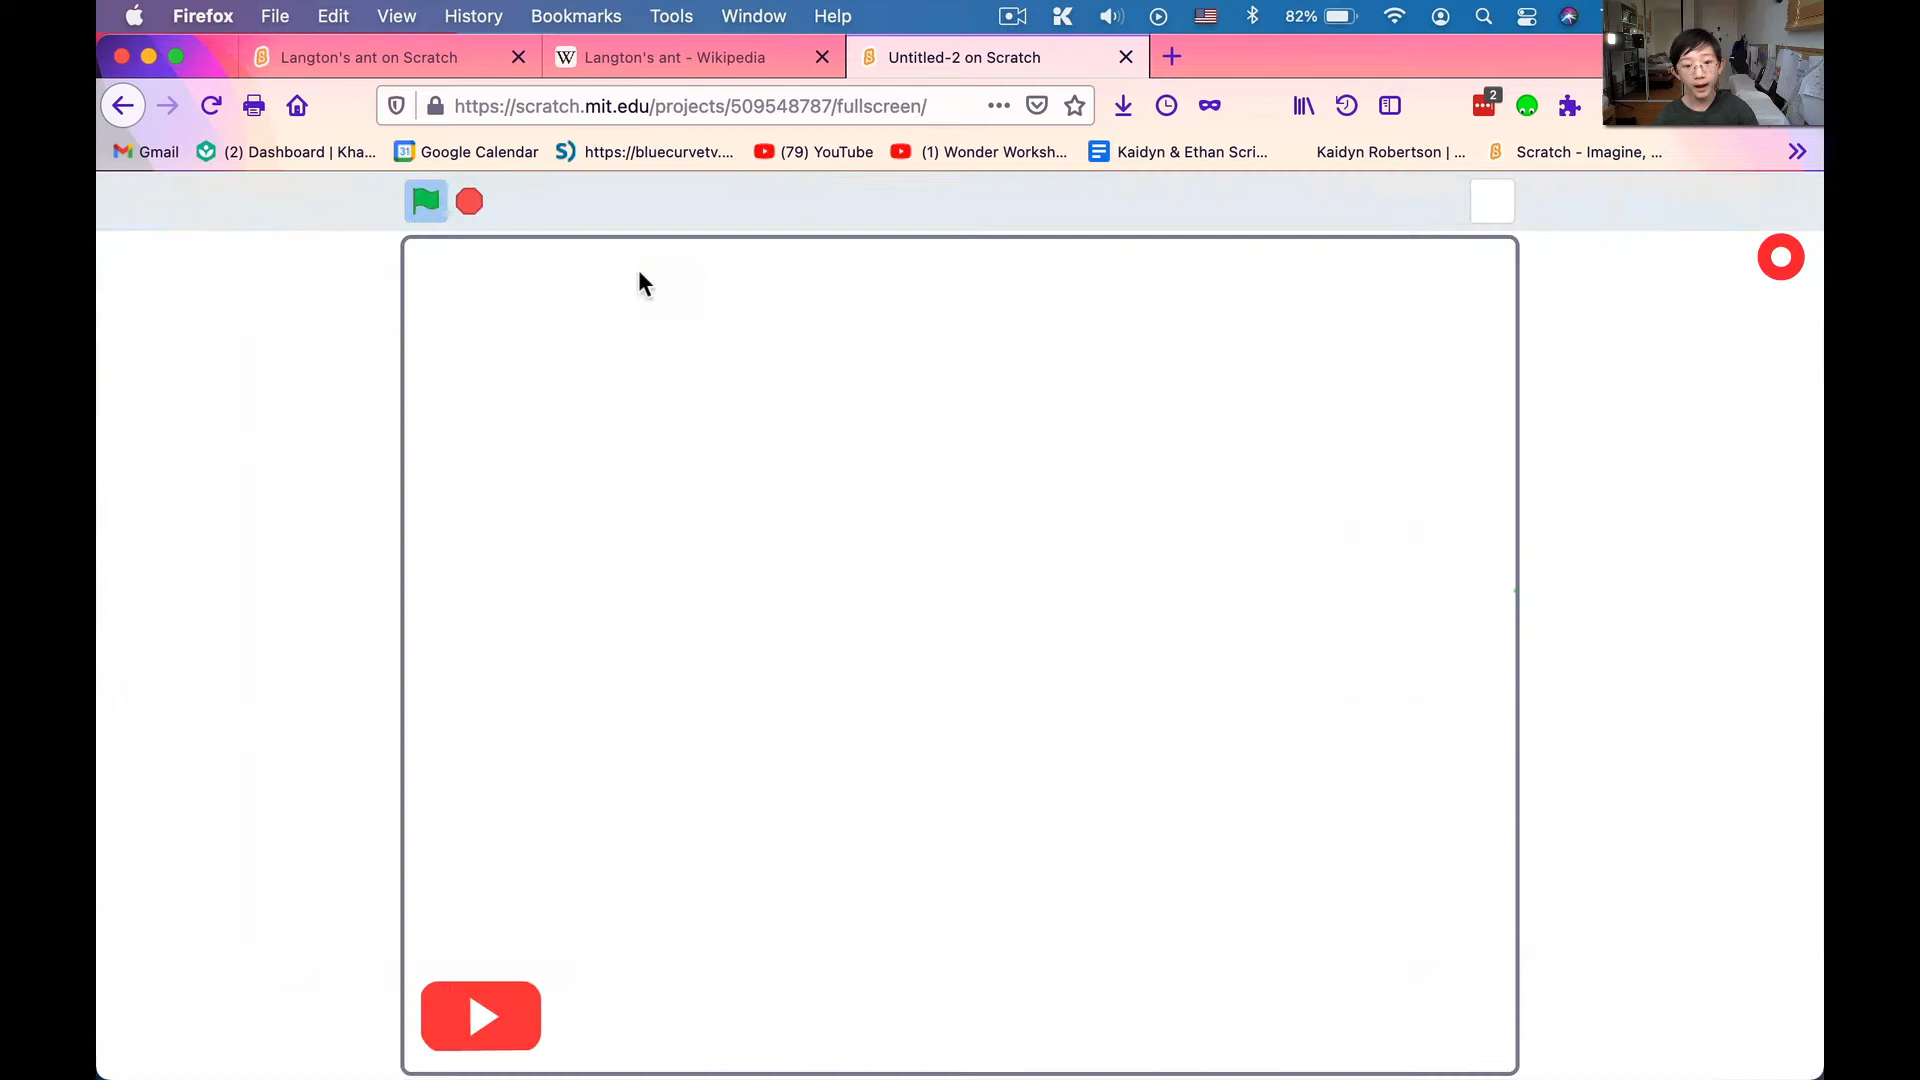 Firefox File Edit View History Bookmarks Tools Window Help 82%
Langton's ant on Scratch W Langton's ant - Wikipedia Untitled-2 on Scratch
https://scratch.mit.edu/projects/509548787/fullscreen/ 2
Gmail (2) Dashboard | Kha... 31 Google Calendar S) https://bluecurvetv.... (79) YouTube (1) Wonder Worksh... Kaidyn & Ethan Scri... Kaidyn Robertson | ... Scratch - Imagine, ...